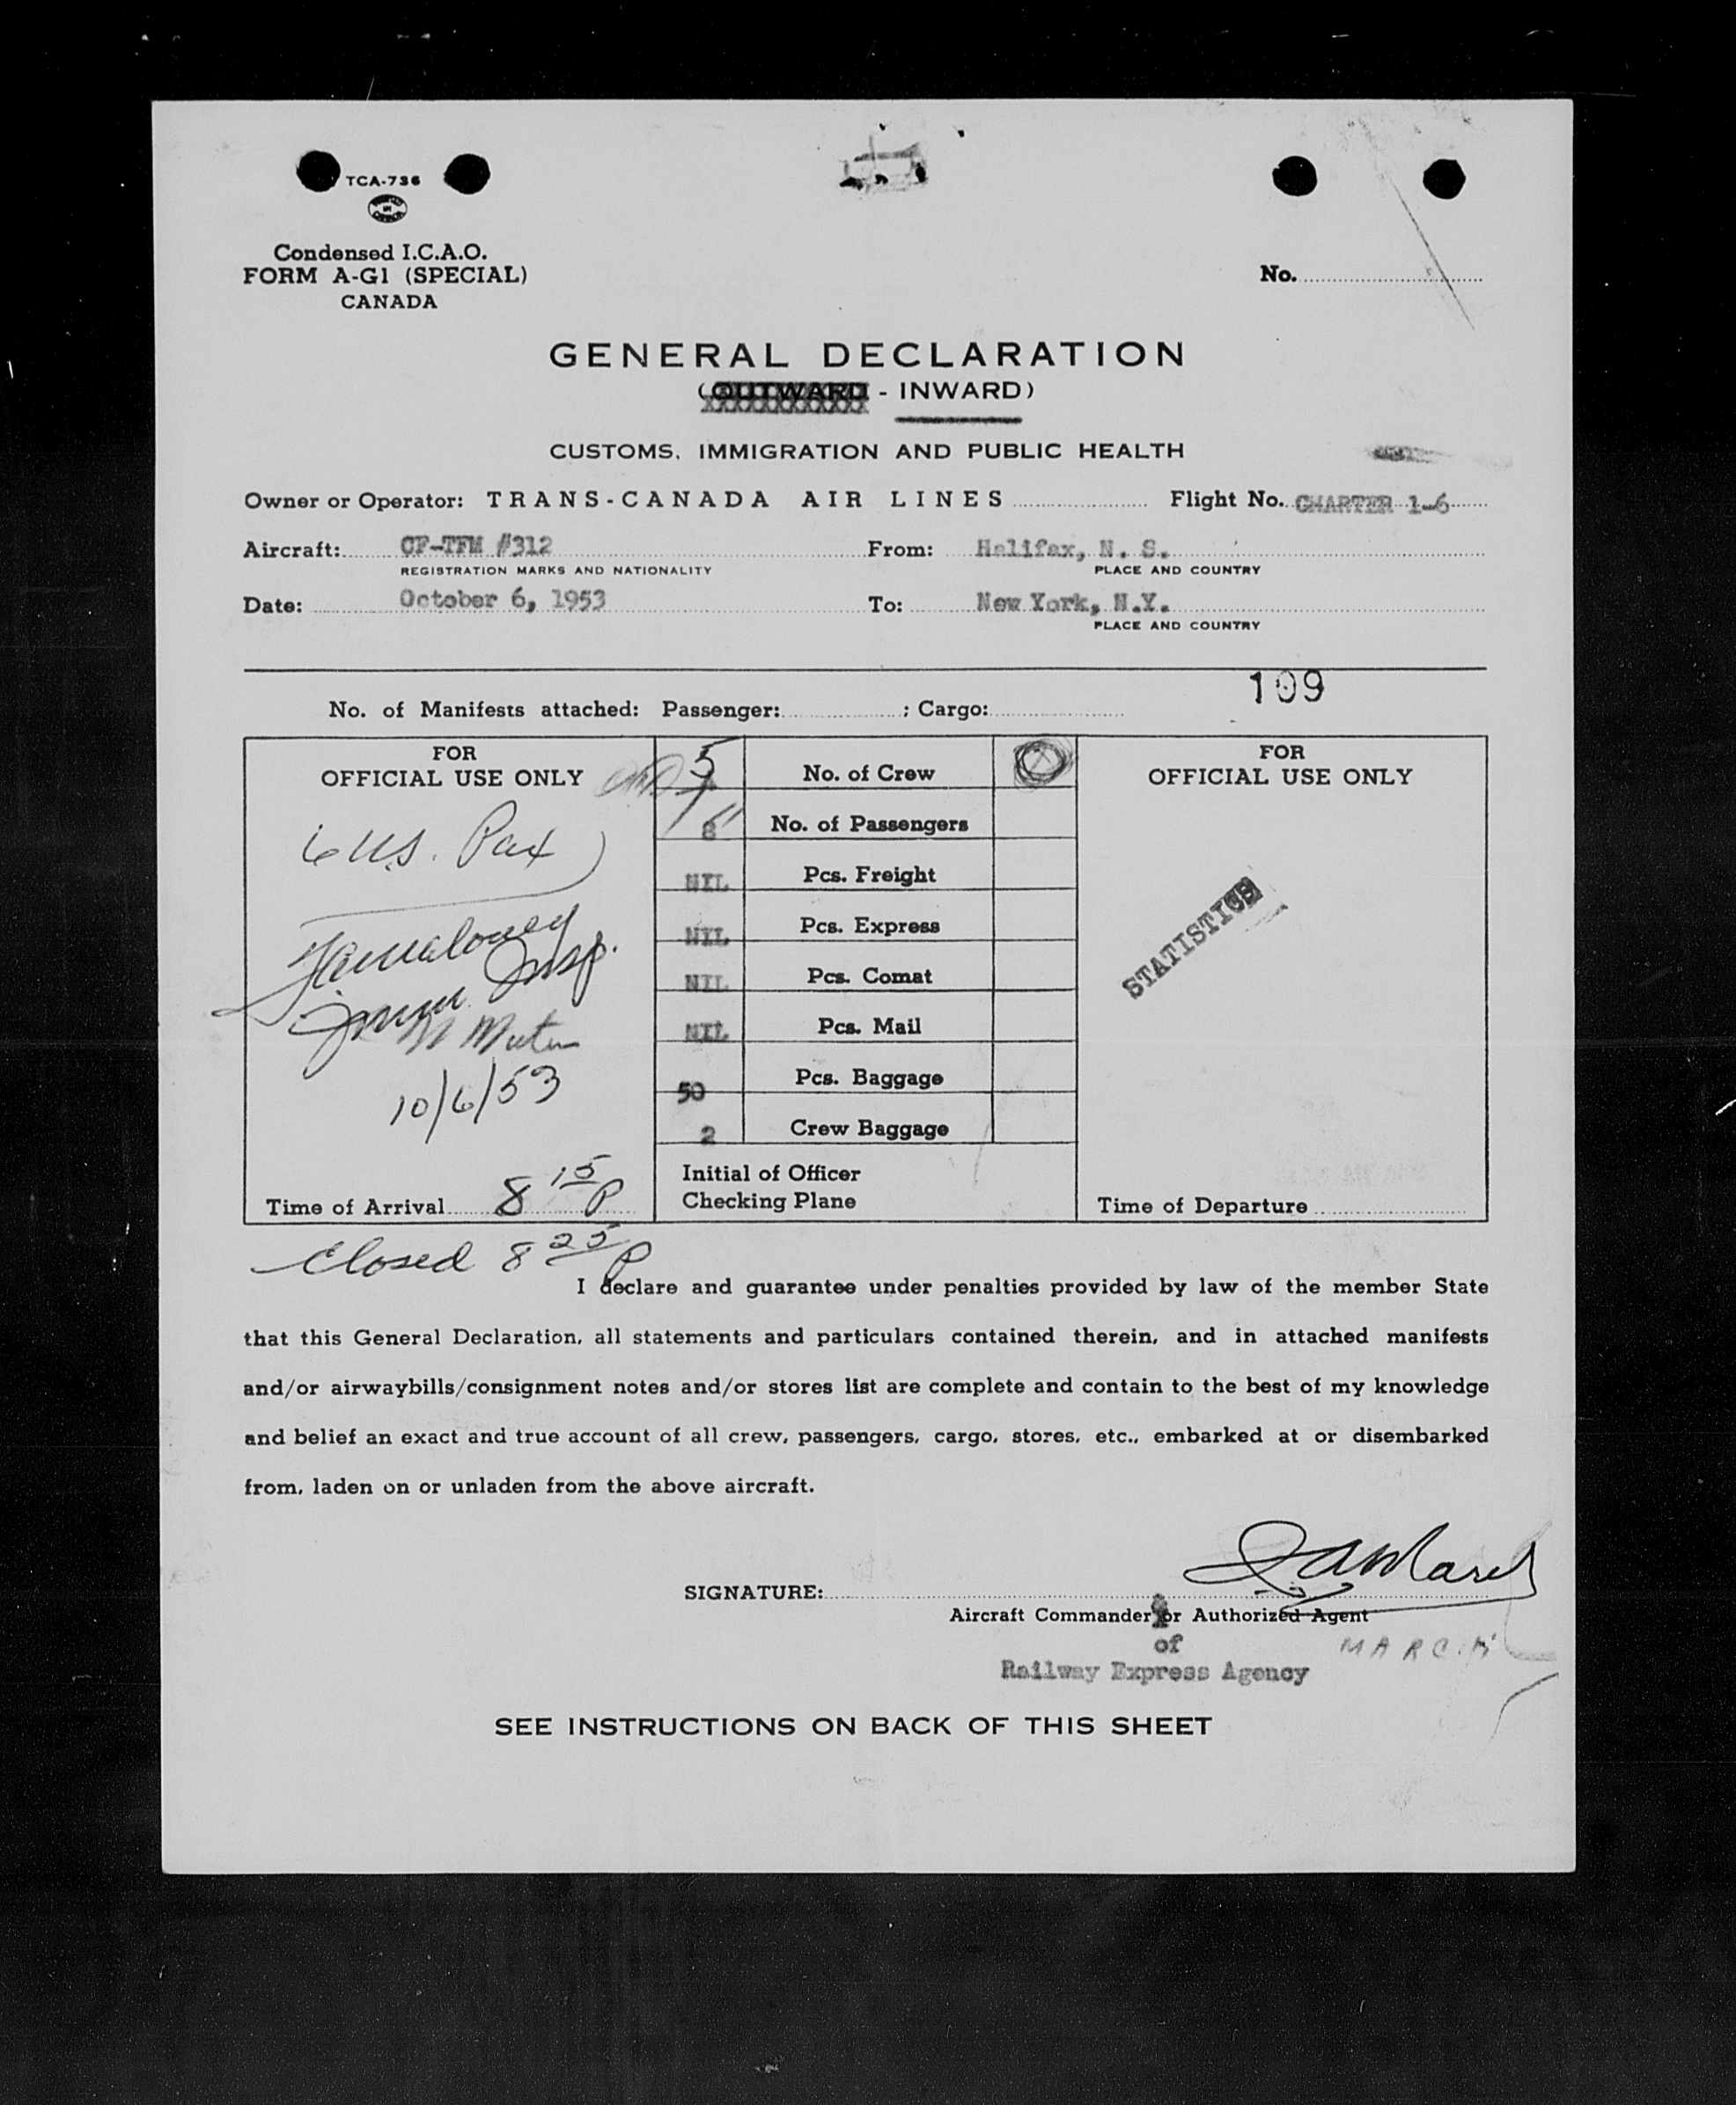 TCA-736
Condensed I.C.A.O.
FORM A-G1 (SPECIAL)
CANADA
No.
GENERAL DECLARATION
(OUTWARD - INWARD)
CUSTOMS, IMMIGRATION AND PUBLIC HEALTH
Owner or Operator: TRANS-CANADA AIR LINES Flight No. CHARTER 1-6
Aircraft: CF-TFM #312 From: Halifax, N. S.
REGISTRATION MARKS AND NATIONALITY PLACE AND COUNTRY
Date: October 6, 1953 To: New York, N.Y.
PLACE AND COUNTRY
109
No. of Manifests attached: Passenger: ; Cargo:
FOR
OFFICIAL USE ONLY
6 U.S. Pax
Insp.
10/6/53
Time of Arrival 8 15 P
5 No. of Crew
8 No. of Passengers
NIL Pcs. Freight
NIL Pcs. Express
NIL Pcs. Comat
NIL Pcs. Mail
50 Pcs. Baggage
2 Crew Baggage
Initial of Officer
Checking Plane
FOR
OFFICIAL USE ONLY
STATISTICS
Time of Departure
Closed 8 25 P
I declare and guarantee under penalties provided by law of the member State
that this General Declaration, all statements and particulars contained therein, and in attached manifests
and/or airwaybills/consignment notes and/or stores list are complete and contain to the best of my knowledge
and belief an exact and true account of all crew, passengers, cargo, stores, etc., embarked at or disembarked
from, laden on or unladen from the above aircraft.
SIGNATURE:
Aircraft Commander or Authorized Agent
of
Railway Express Agency
SEE INSTRUCTIONS ON BACK OF THIS SHEET